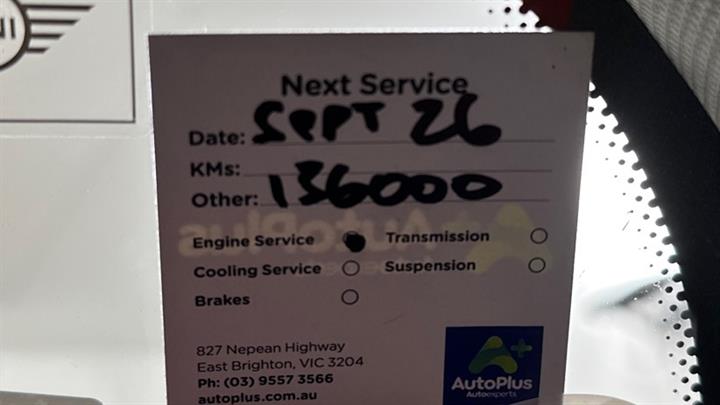 Next Service
Date: SEPT 26
KMs:
Other: 136000
Engine Service Transmission
Cooling Service Suspension
Brakes
827 Nepean Highway
East Brighton, VIC 3204
Ph: (03) 9557 3566
autoplus.com.au
AutoPlus
Autoexperts